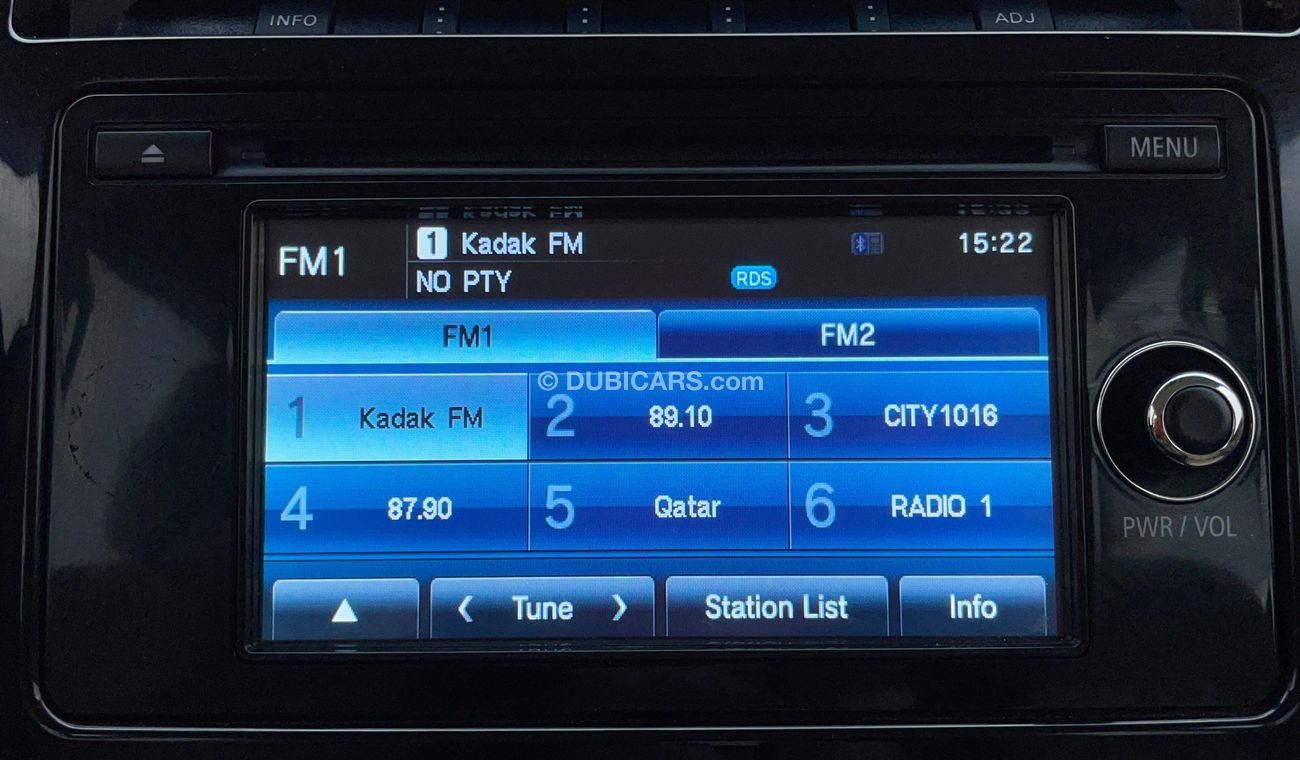 INFO ADJ
MENU
FM1 1 Kadak FM 15:22
NO PTY RDS
FM1 FM2
© DUBICARS.com
1 Kadak FM 2 89.10 3 CITY1016
4 87.90 5 Qatar 6 RADIO 1
PWR / VOL
Tune Station List Info